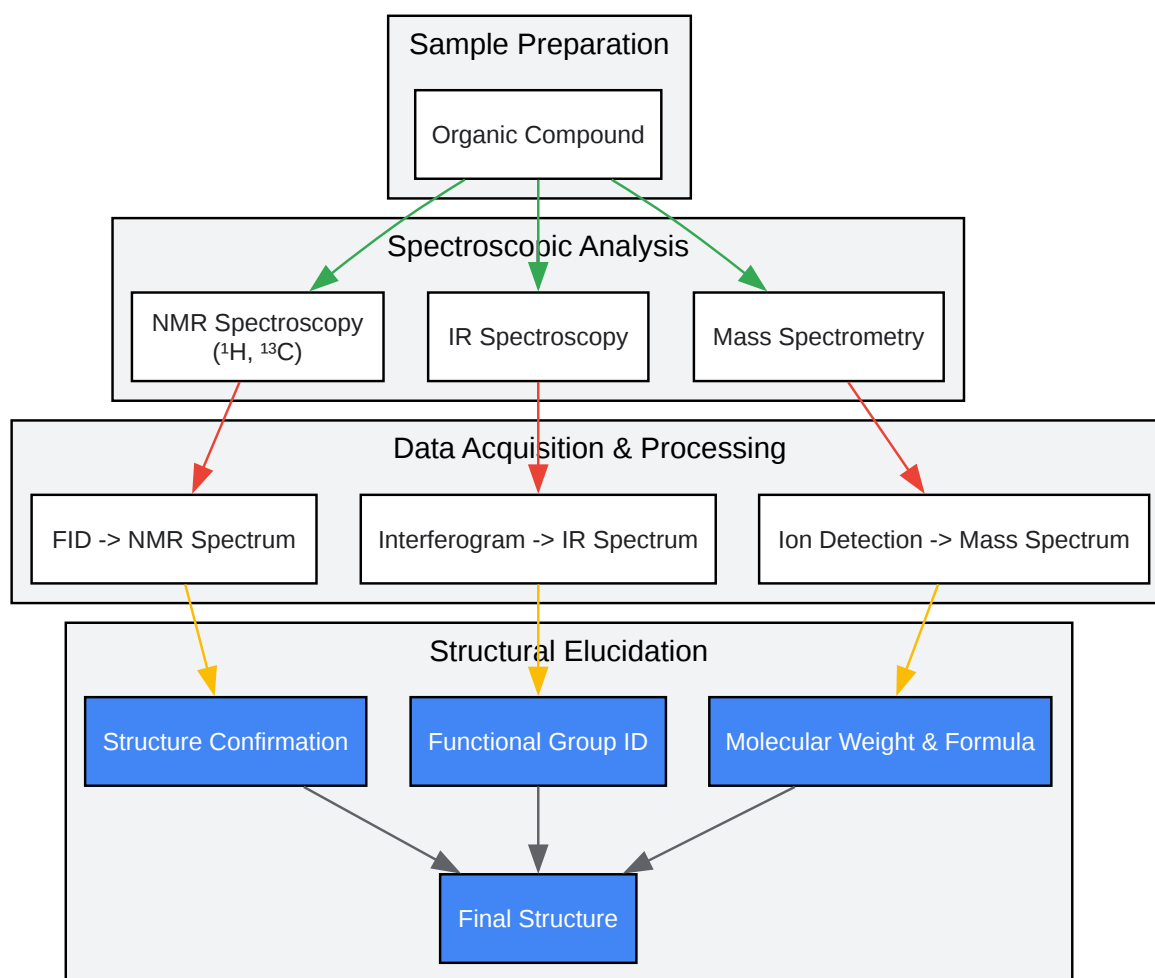 Sample Preparation
Organic Compound
Spectroscopic Analysis
NMR Spectroscopy
(¹H, ¹³C)
IR Spectroscopy
Mass Spectrometry
Data Acquisition & Processing
FID -> NMR Spectrum
Interferogram -> IR Spectrum
Ion Detection -> Mass Spectrum
Structural Elucidation
Structure Confirmation
Functional Group ID
Molecular Weight & Formula
Final Structure